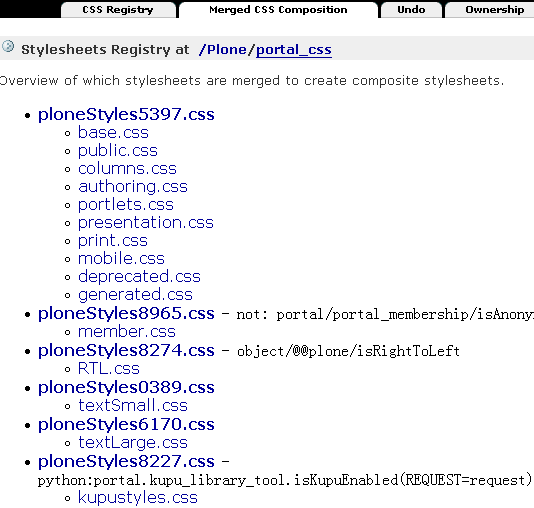 CSS Registry Merged CSS Composition Undo Ownership
Stylesheets Registry at /Plone/portal_css
Overview of which stylesheets are merged to create composite stylesheets.
ploneStyles5397.css
base.css
public.css
columns.css
authoring.css
portlets.css
presentation.css
print.css
mobile.css
deprecated.css
generated.css
ploneStyles8965.css - not: portal/portal_membership/isAnony
member.css
ploneStyles8274.css - object/@@plone/isRightToLeft
RTL.css
ploneStyles0389.css
textSmall.css
ploneStyles6170.css
textLarge.css
ploneStyles8227.css -
python:portal.kupu_library_tool.isKupuEnabled(REQUEST=request)
kupustyles.css